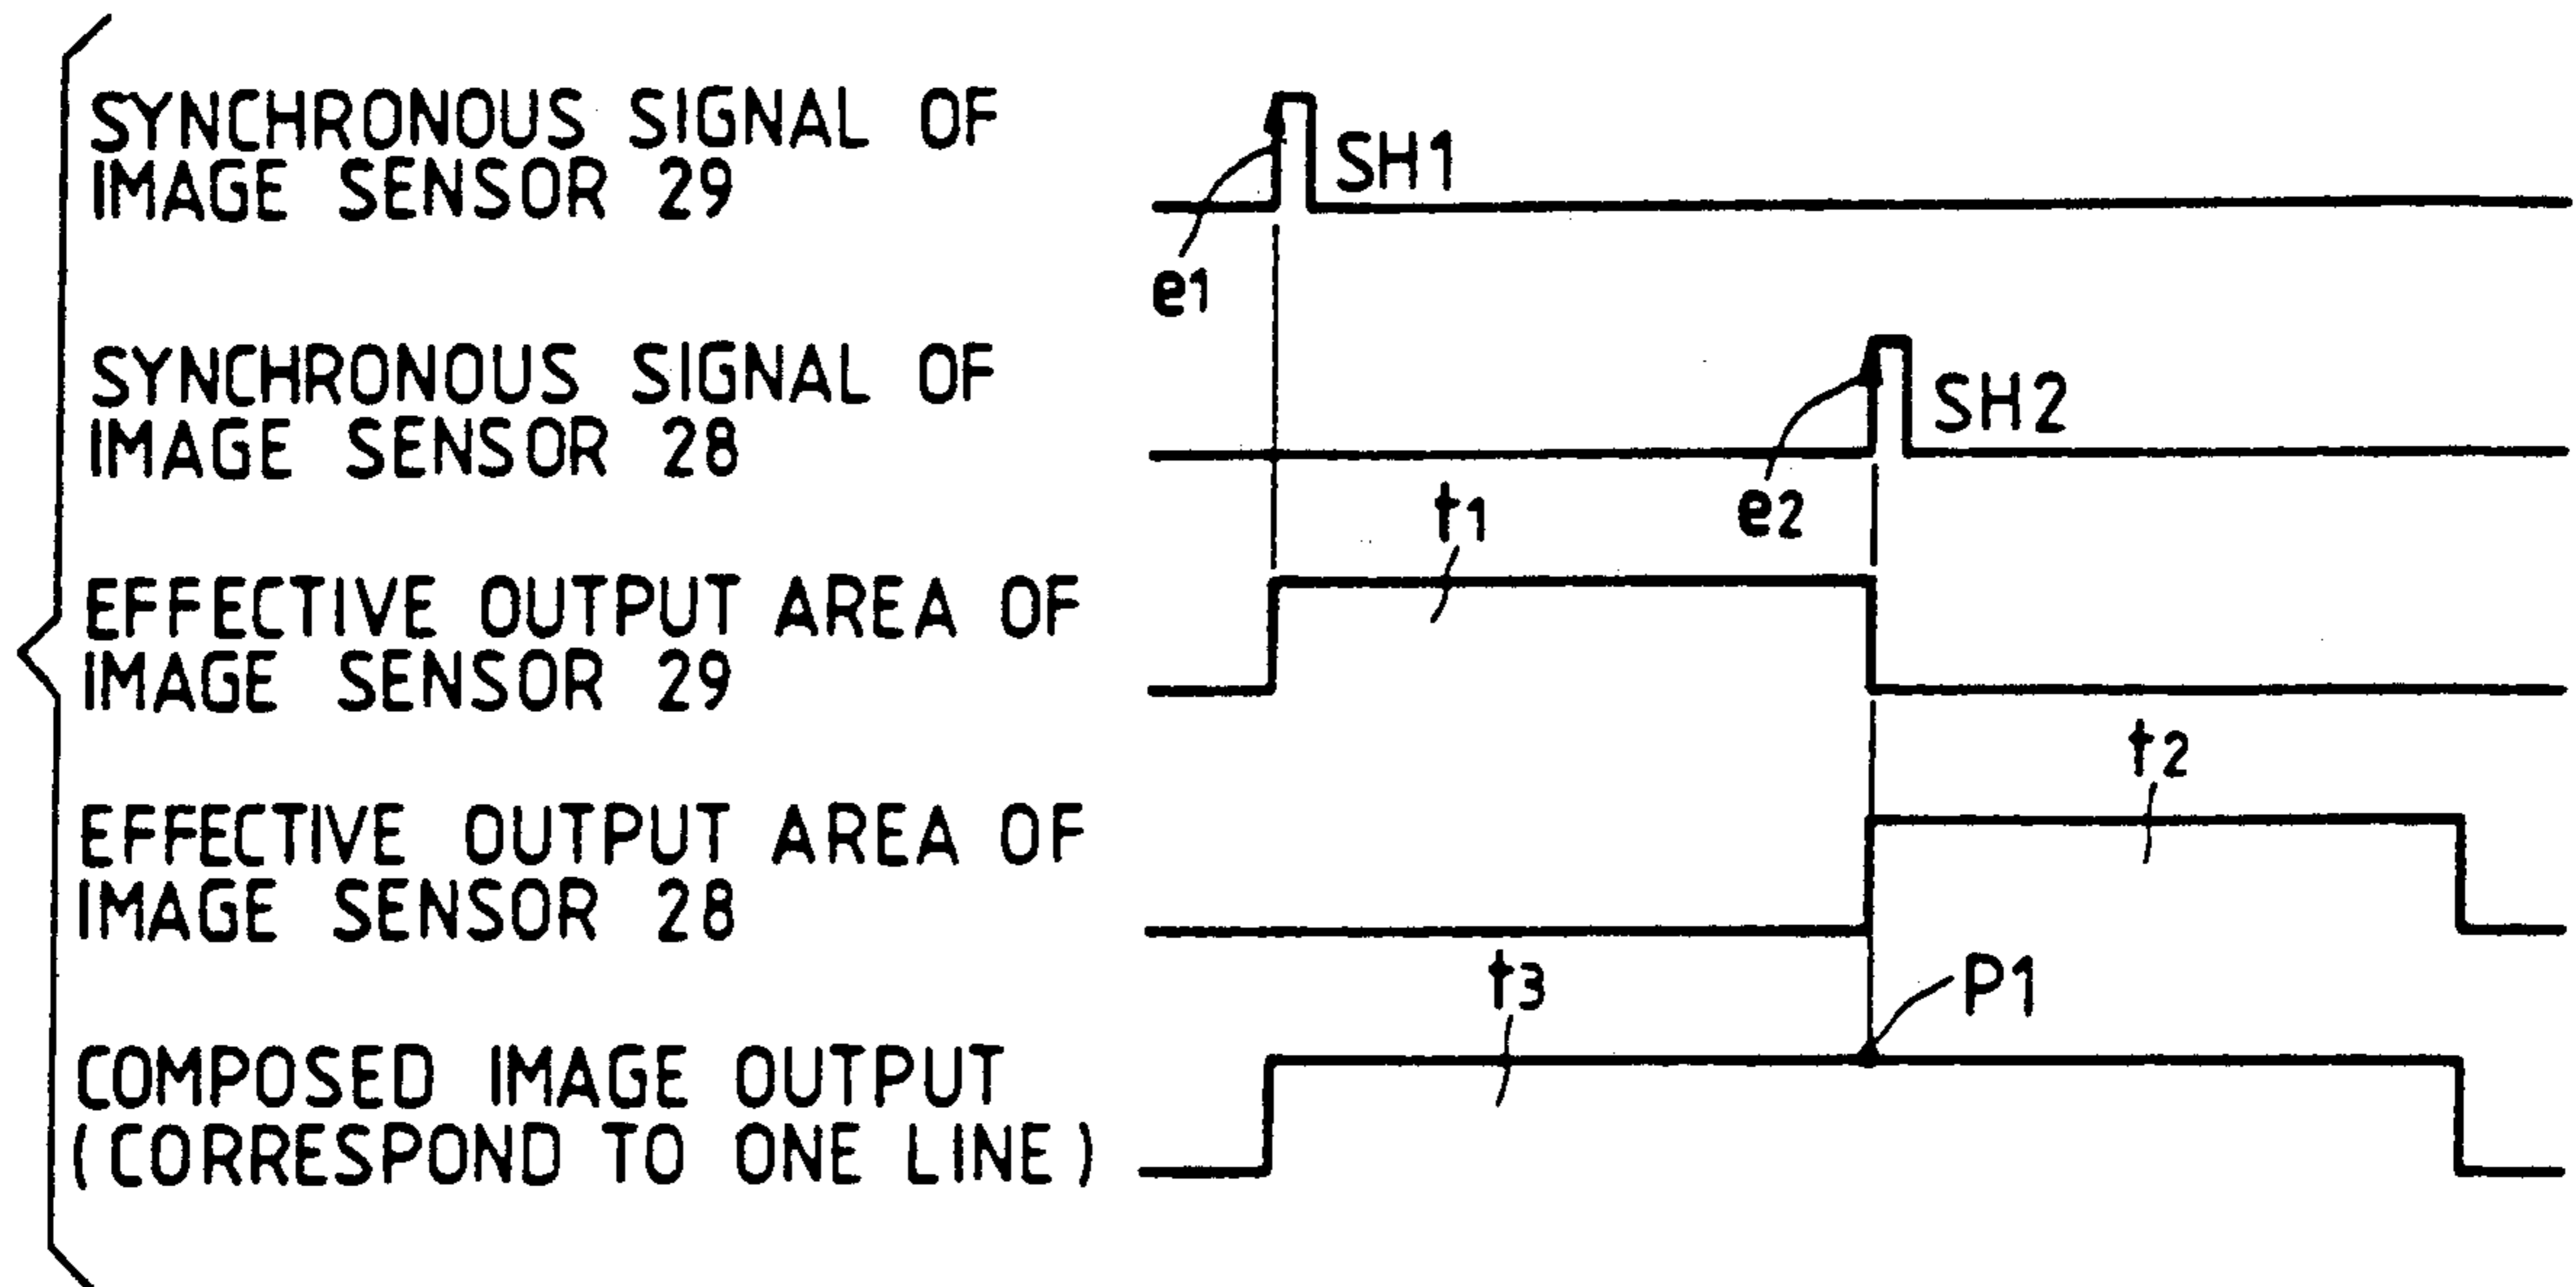 SYNCHRONOUS SIGNAL OF
IMAGE SENSOR 29
SH1
e1
SYNCHRONOUS SIGNAL OF
IMAGE SENSOR 28
SH2
e2
t1
EFFECTIVE OUTPUT AREA OF
IMAGE SENSOR 29
t2
EFFECTIVE OUTPUT AREA OF
IMAGE SENSOR 28
t3
P1
COMPOSED IMAGE OUTPUT
(CORRESPOND TO ONE LINE)